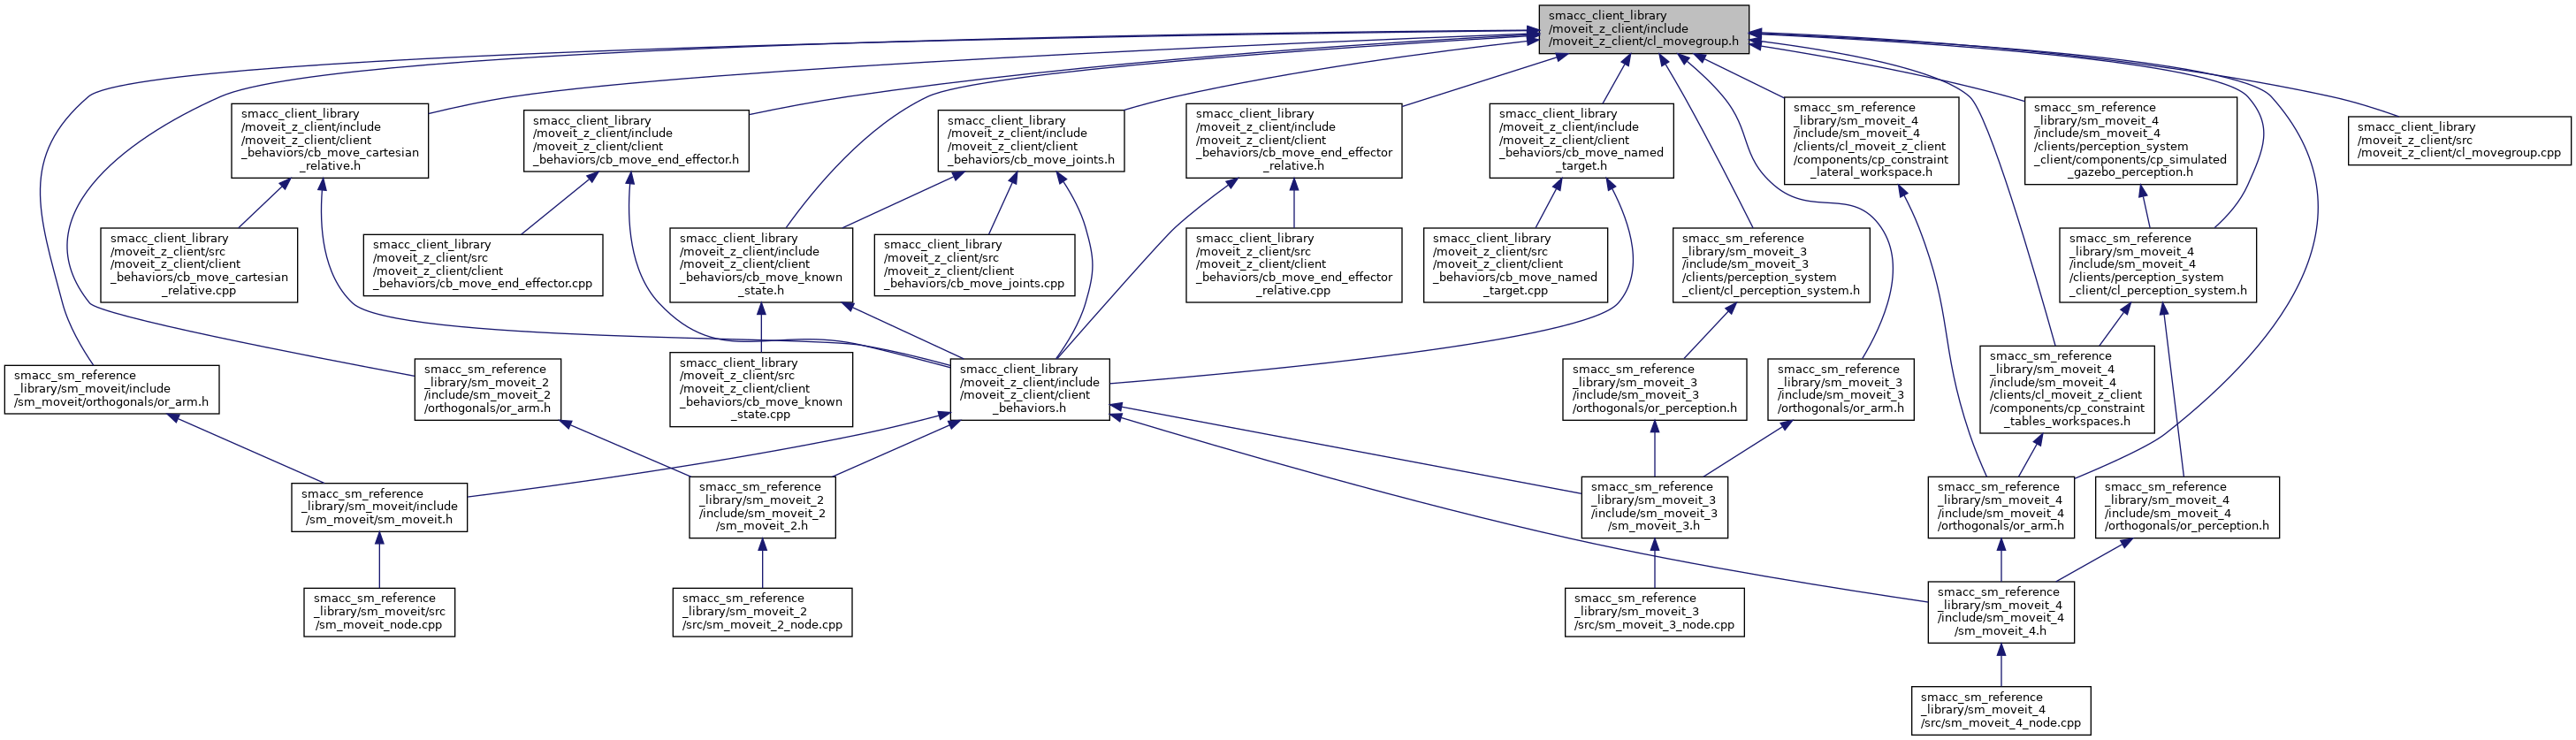 smacc_client_library
/moveit_z_client/include
/moveit_z_client/cl_movegroup.h
smacc_client_library
/moveit_z_client/include
/moveit_z_client/client
_behaviors/cb_move_cartesian
_relative.h
smacc_client_library
/moveit_z_client/include
/moveit_z_client/client
_behaviors/cb_move_end_effector.h
smacc_client_library
/moveit_z_client/include
/moveit_z_client/client
_behaviors/cb_move_joints.h
smacc_client_library
/moveit_z_client/include
/moveit_z_client/client
_behaviors/cb_move_end_effector
_relative.h
smacc_client_library
/moveit_z_client/include
/moveit_z_client/client
_behaviors/cb_move_named
_target.h
smacc_sm_reference
_library/sm_moveit_4
/include/sm_moveit_4
/clients/cl_moveit_z_client
/components/cp_constraint
_lateral_workspace.h
smacc_sm_reference
_library/sm_moveit_4
/include/sm_moveit_4
/clients/perception_system
_client/components/cp_simulated
_gazebo_perception.h
smacc_client_library
/moveit_z_client/src
/moveit_z_client/cl_movegroup.cpp
smacc_client_library
/moveit_z_client/src
/moveit_z_client/client
_behaviors/cb_move_cartesian
_relative.cpp
smacc_client_library
/moveit_z_client/src
/moveit_z_client/client
_behaviors/cb_move_end_effector.cpp
smacc_client_library
/moveit_z_client/include
/moveit_z_client/client
_behaviors/cb_move_known
_state.h
smacc_client_library
/moveit_z_client/src
/moveit_z_client/client
_behaviors/cb_move_joints.cpp
smacc_client_library
/moveit_z_client/src
/moveit_z_client/client
_behaviors/cb_move_end_effector
_relative.cpp
smacc_client_library
/moveit_z_client/src
/moveit_z_client/client
_behaviors/cb_move_named
_target.cpp
smacc_sm_reference
_library/sm_moveit_3
/include/sm_moveit_3
/clients/perception_system
_client/cl_perception_system.h
smacc_sm_reference
_library/sm_moveit_4
/include/sm_moveit_4
/clients/perception_system
_client/cl_perception_system.h
smacc_sm_reference
_library/sm_moveit/include
/sm_moveit/orthogonals/or_arm.h
smacc_sm_reference
_library/sm_moveit_2
/include/sm_moveit_2
/orthogonals/or_arm.h
smacc_client_library
/moveit_z_client/src
/moveit_z_client/client
_behaviors/cb_move_known
_state.cpp
smacc_client_library
/moveit_z_client/include
/moveit_z_client/client
_behaviors.h
smacc_sm_reference
_library/sm_moveit_3
/include/sm_moveit_3
/orthogonals/or_perception.h
smacc_sm_reference
_library/sm_moveit_3
/include/sm_moveit_3
/orthogonals/or_arm.h
smacc_sm_reference
_library/sm_moveit_4
/include/sm_moveit_4
/clients/cl_moveit_z_client
/components/cp_constraint
_tables_workspaces.h
smacc_sm_reference
_library/sm_moveit/include
/sm_moveit/sm_moveit.h
smacc_sm_reference
_library/sm_moveit_2
/include/sm_moveit_2
/sm_moveit_2.h
smacc_sm_reference
_library/sm_moveit_3
/include/sm_moveit_3
/sm_moveit_3.h
smacc_sm_reference
_library/sm_moveit_4
/include/sm_moveit_4
/orthogonals/or_arm.h
smacc_sm_reference
_library/sm_moveit_4
/include/sm_moveit_4
/orthogonals/or_perception.h
smacc_sm_reference
_library/sm_moveit/src
/sm_moveit_node.cpp
smacc_sm_reference
_library/sm_moveit_2
/src/sm_moveit_2_node.cpp
smacc_sm_reference
_library/sm_moveit_3
/src/sm_moveit_3_node.cpp
smacc_sm_reference
_library/sm_moveit_4
/include/sm_moveit_4
/sm_moveit_4.h
smacc_sm_reference
_library/sm_moveit_4
/src/sm_moveit_4_node.cpp